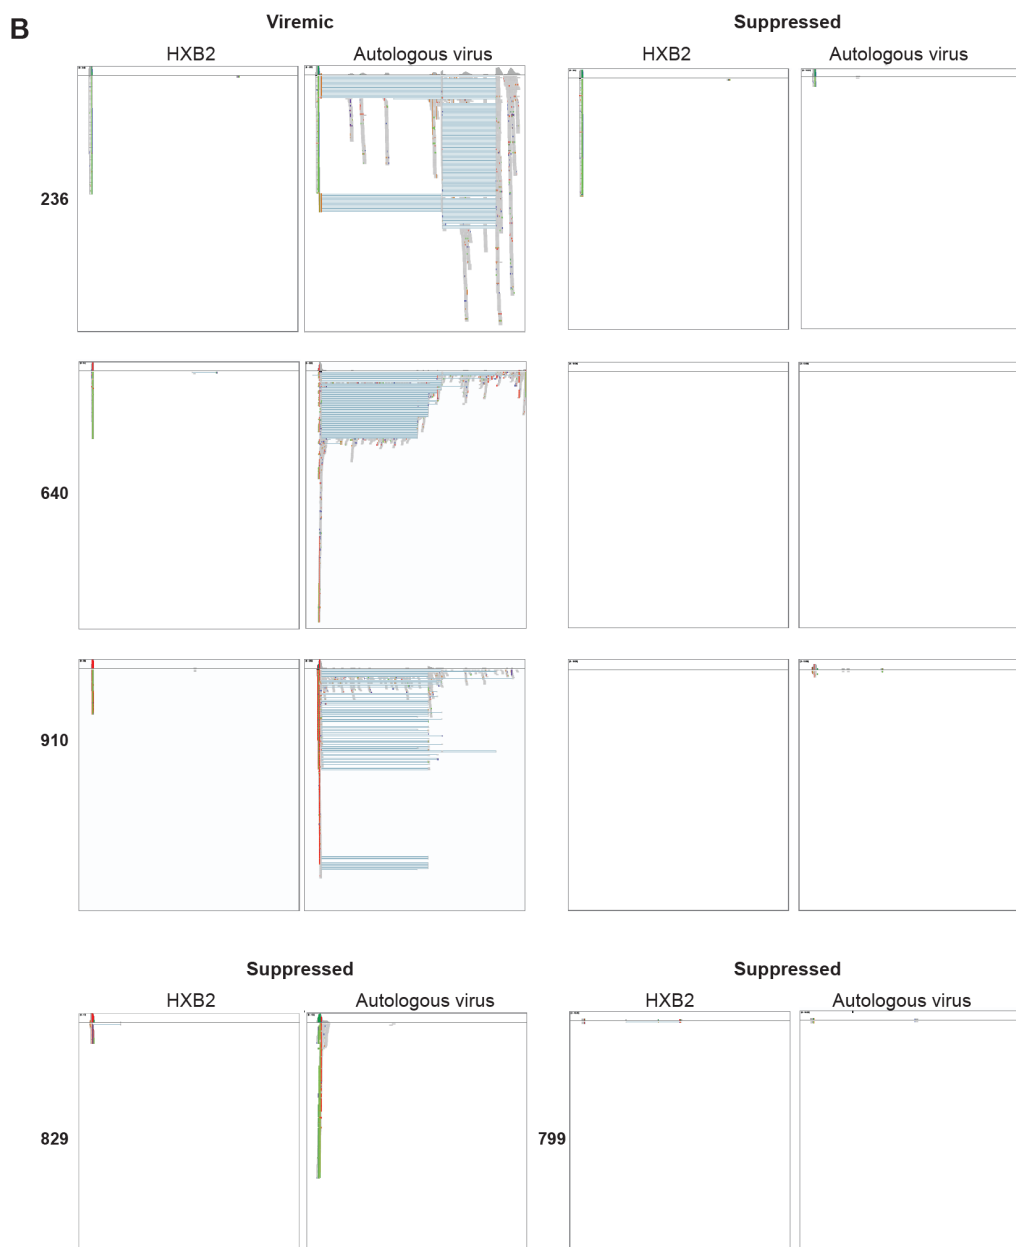 B
Viremic Suppressed
HXB2 Autologous virus HXB2 Autologous virus
236
640
910
Suppressed Suppressed
HXB2 Autologous virus HXB2 Autologous virus
829 799